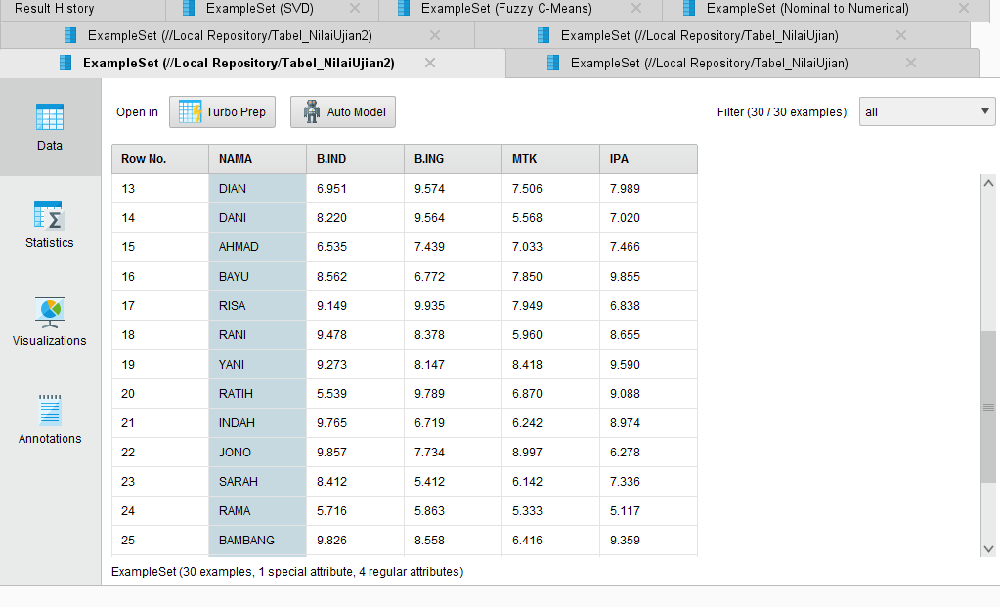 Result History ExampleSet (SVD) ExampleSet (Fuzzy C-Means) ExampleSet (Nominal to Numerical)
ExampleSet (//Local Repository/Tabel_NilaiUjian2) ExampleSet (//Local Repository/Tabel_NilaiUjian)
ExampleSet (//Local Repository/Tabel_NilaiUjian2) ExampleSet (//Local Repository/Tabel_NilaiUjian)
Open in Turbo Prep Auto Model Filter (30 / 30 examples): all
Data
Statistics
Visualizations
Annotations
Row No. NAMA B.IND B.ING MTK IPA
13 DIAN 6.951 9.574 7.506 7.989
14 DANI 8.220 9.564 5.568 7.020
15 AHMAD 6.535 7.439 7.033 7.466
16 BAYU 8.562 6.772 7.850 9.855
17 RISA 9.149 9.935 7.949 6.838
18 RANI 9.478 8.378 5.960 8.655
19 YANI 9.273 8.147 8.418 9.590
20 RATIH 5.539 9.789 6.870 9.088
21 INDAH 9.765 6.719 6.242 8.974
22 JONO 9.857 7.734 8.997 6.278
23 SARAH 8.412 5.412 6.142 7.336
24 RAMA 5.716 5.863 5.333 5.117
25 BAMBANG 9.826 8.558 6.416 9.359
ExampleSet (30 examples, 1 special attribute, 4 regular attributes)